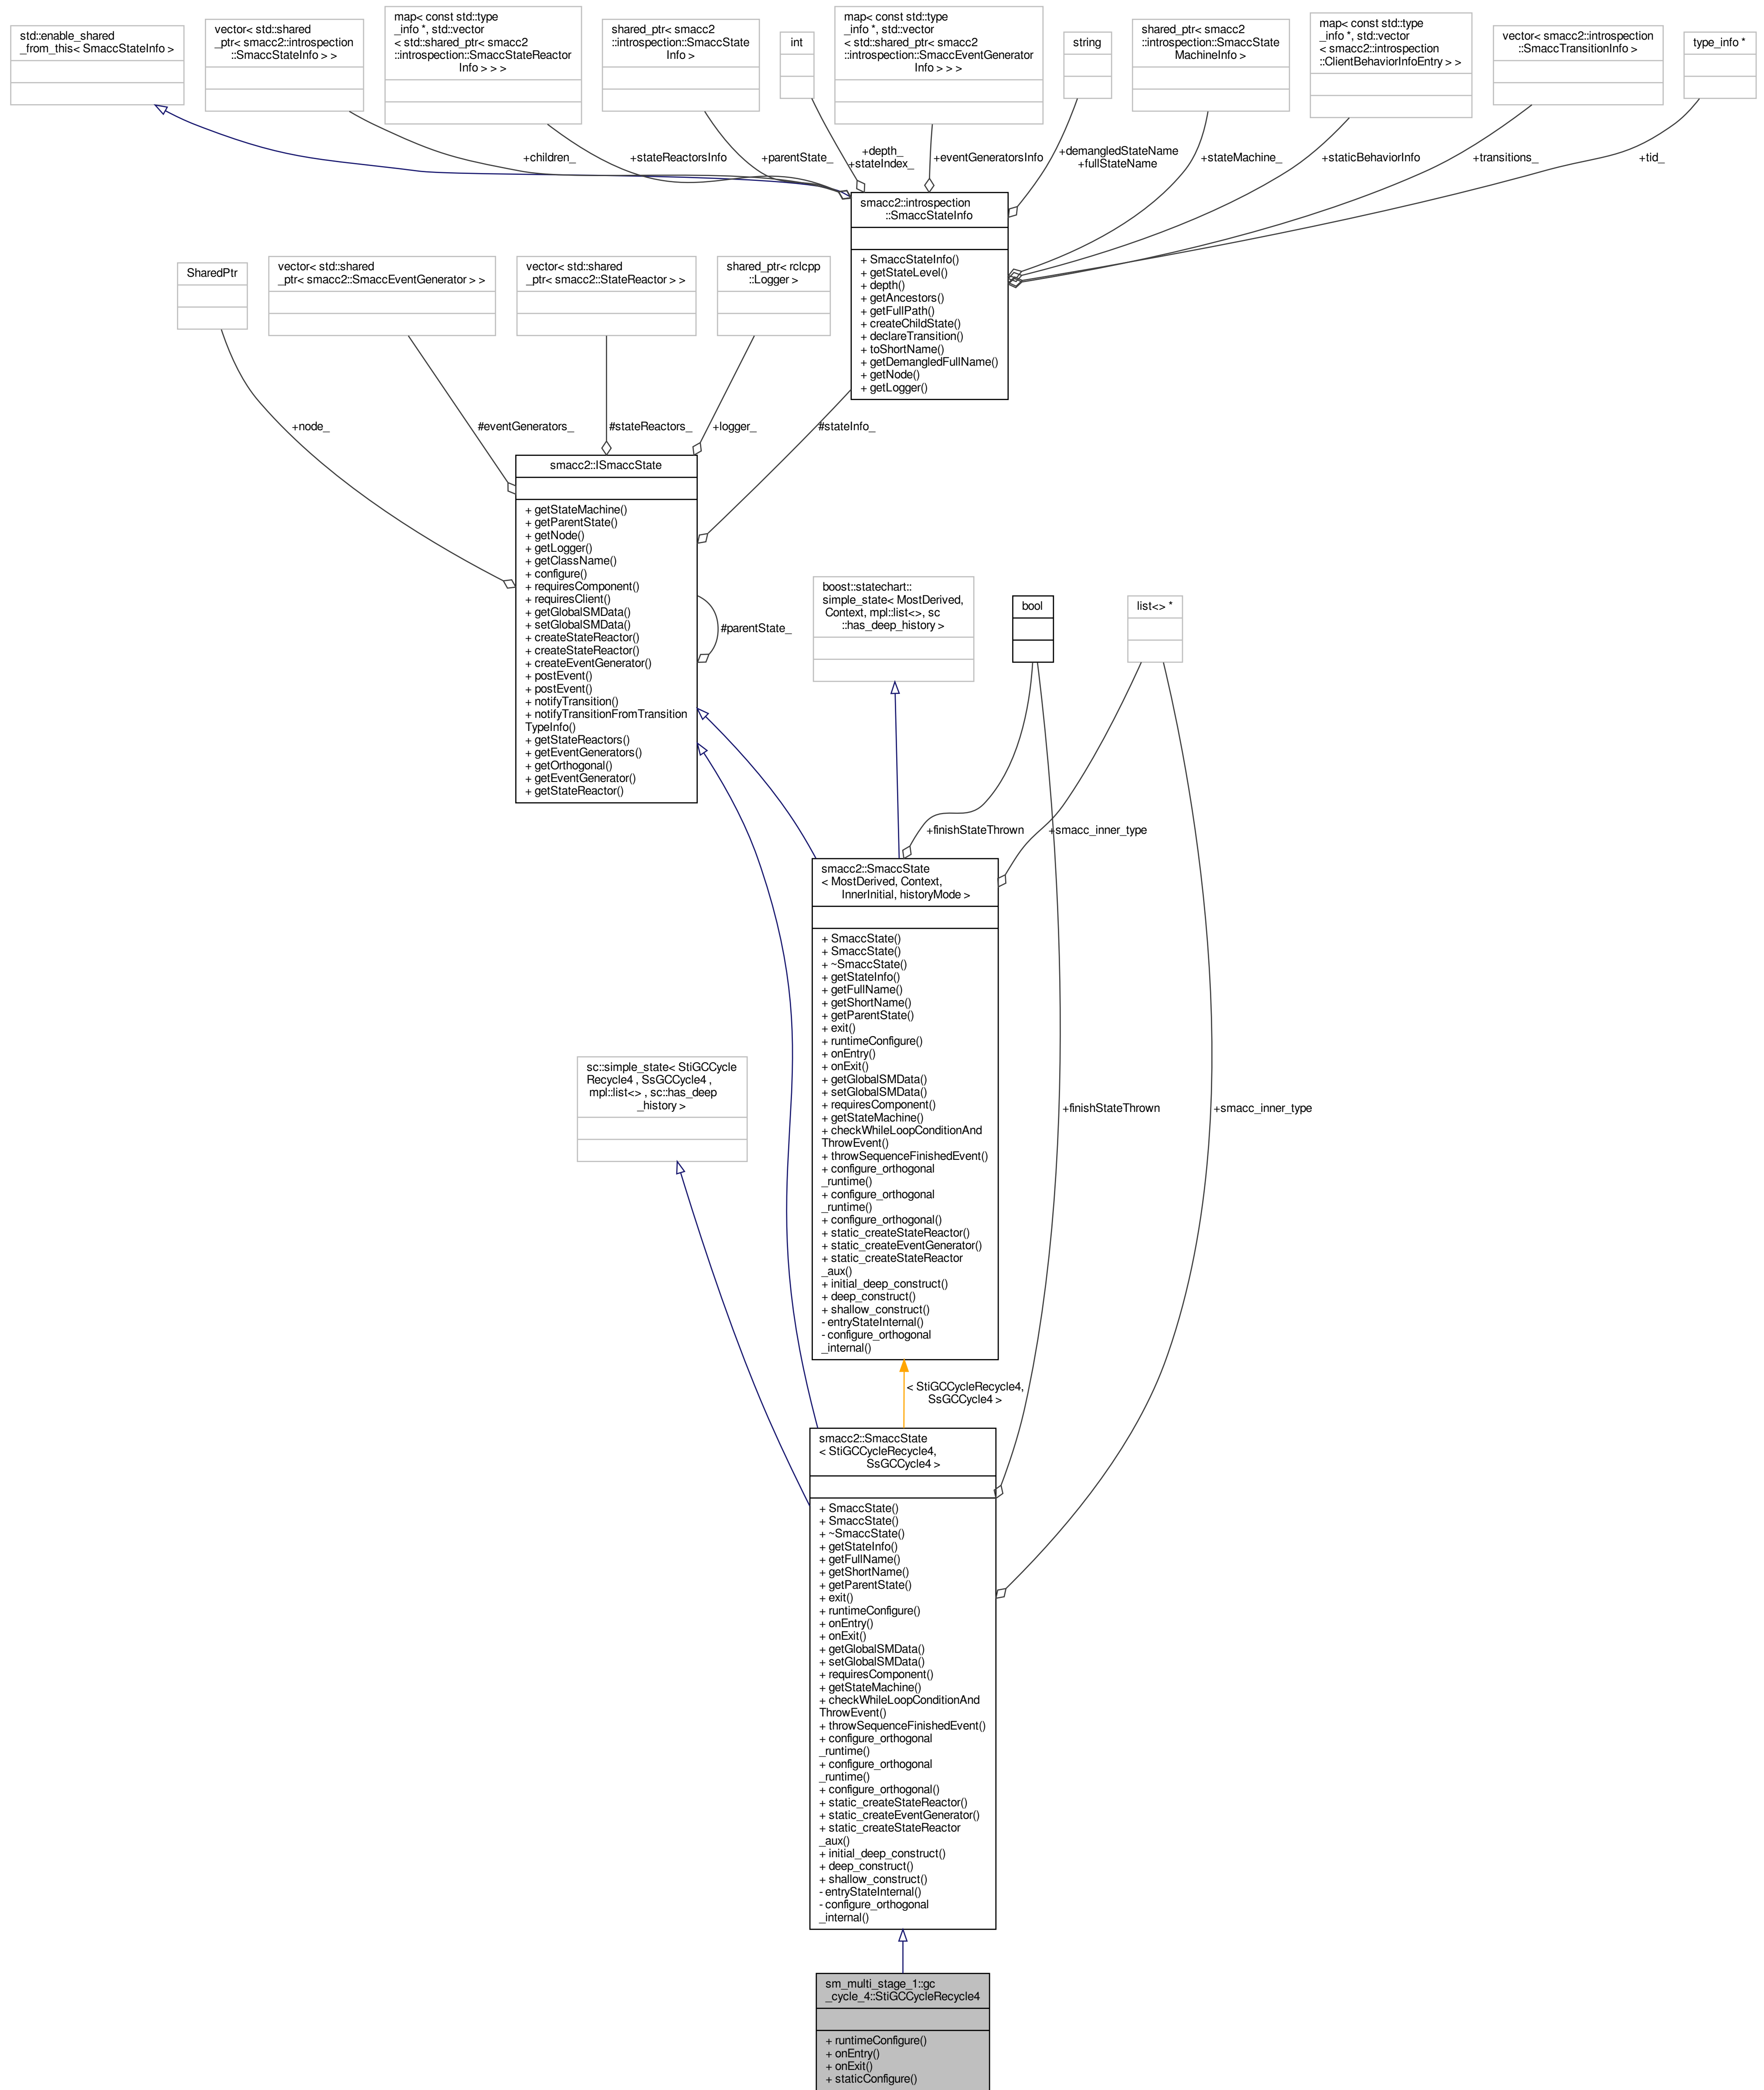 std::enable_shared
_from_this< SmaccStateInfo >
vector< std::shared
_ptr< smacc2::introspection
::SmaccStateInfo > >
map< const std::type
_info *, std::vector
< std::shared_ptr< smacc2
::introspection::SmaccStateReactor
Info > > >
shared_ptr< smacc2
::introspection::SmaccState
Info >
int
map< const std::type
_info *, std::vector
< std::shared_ptr< smacc2
::introspection::SmaccEventGenerator
Info > > >
string
shared_ptr< smacc2
::introspection::SmaccState
MachineInfo >
map< const std::type
_info *, std::vector
< smacc2::introspection
::ClientBehaviorInfoEntry > >
vector< smacc2::introspection
::SmaccTransitionInfo >
type_info *
+children_
+stateReactorsInfo
+parentState_
+depth_
+stateIndex_
+eventGeneratorsInfo
+demangledStateName
+fullStateName
+stateMachine_
+staticBehaviorInfo
+transitions_
+tid_
smacc2::introspection
::SmaccStateInfo
+ SmaccStateInfo()
+ getStateLevel()
+ depth()
+ getAncestors()
+ getFullPath()
+ createChildState()
+ declareTransition()
+ toShortName()
+ getDemangledFullName()
+ getNode()
+ getLogger()
SharedPtr
vector< std::shared
_ptr< smacc2::SmaccEventGenerator > >
vector< std::shared
_ptr< smacc2::StateReactor > >
shared_ptr< rclcpp
::Logger >
+node_
#eventGenerators_
#stateReactors_
+logger_
#stateInfo_
smacc2::ISmaccState
+ getStateMachine()
+ getParentState()
+ getNode()
+ getLogger()
+ getClassName()
+ configure()
+ requiresComponent()
+ requiresClient()
+ getGlobalSMData()
+ setGlobalSMData()
+ createStateReactor()
+ createStateReactor()
+ createEventGenerator()
+ postEvent()
+ postEvent()
+ notifyTransition()
+ notifyTransitionFromTransition
TypeInfo()
+ getStateReactors()
+ getEventGenerators()
+ getOrthogonal()
+ getEventGenerator()
+ getStateReactor()
#parentState_
boost::statechart::
simple_state< MostDerived,
Context, mpl::list<>, sc
::has_deep_history >
bool
list<> *
+finishStateThrown
+smacc_inner_type
smacc2::SmaccState
< MostDerived, Context,
InnerInitial, historyMode >
+ SmaccState()
+ SmaccState()
+ ~SmaccState()
+ getStateInfo()
+ getFullName()
+ getShortName()
+ getParentState()
+ exit()
+ runtimeConfigure()
+ onEntry()
+ onExit()
+ getGlobalSMData()
+ setGlobalSMData()
+ requiresComponent()
+ getStateMachine()
+ checkWhileLoopConditionAnd
ThrowEvent()
+ throwSequenceFinishedEvent()
+ configure_orthogonal
_runtime()
+ configure_orthogonal
_runtime()
+ configure_orthogonal()
+ static_createStateReactor()
+ static_createEventGenerator()
+ static_createStateReactor
_aux()
+ initial_deep_construct()
+ deep_construct()
+ shallow_construct()
- entryStateInternal()
- configure_orthogonal
_internal()
sc::simple_state< StiGCCycle
Recycle4 , SsGCCycle4 ,
mpl::list<> , sc::has_deep
_history >
+finishStateThrown
+smacc_inner_type
< StiGCCycleRecycle4,
SsGCCycle4 >
smacc2::SmaccState
< StiGCCycleRecycle4,
SsGCCycle4 >
+ SmaccState()
+ SmaccState()
+ ~SmaccState()
+ getStateInfo()
+ getFullName()
+ getShortName()
+ getParentState()
+ exit()
+ runtimeConfigure()
+ onEntry()
+ onExit()
+ getGlobalSMData()
+ setGlobalSMData()
+ requiresComponent()
+ getStateMachine()
+ checkWhileLoopConditionAnd
ThrowEvent()
+ throwSequenceFinishedEvent()
+ configure_orthogonal
_runtime()
+ configure_orthogonal
_runtime()
+ configure_orthogonal()
+ static_createStateReactor()
+ static_createEventGenerator()
+ static_createStateReactor
_aux()
+ initial_deep_construct()
+ deep_construct()
+ shallow_construct()
- entryStateInternal()
- configure_orthogonal
_internal()
sm_multi_stage_1::gc
_cycle_4::StiGCCycleRecycle4
+ runtimeConfigure()
+ onEntry()
+ onExit()
+ staticConfigure()